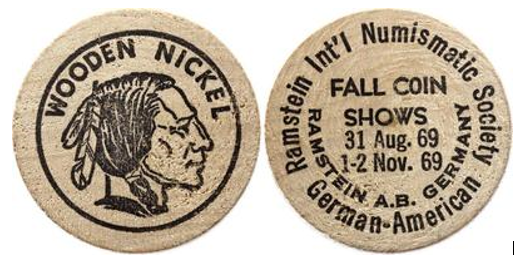 WOODEN NICKEL
Ramstein Int'l Numismatic Society
German-American
FALL COIN
SHOWS
31 Aug. 69
1-2 Nov. 69
RAMSTEIN A.B. GERMANY